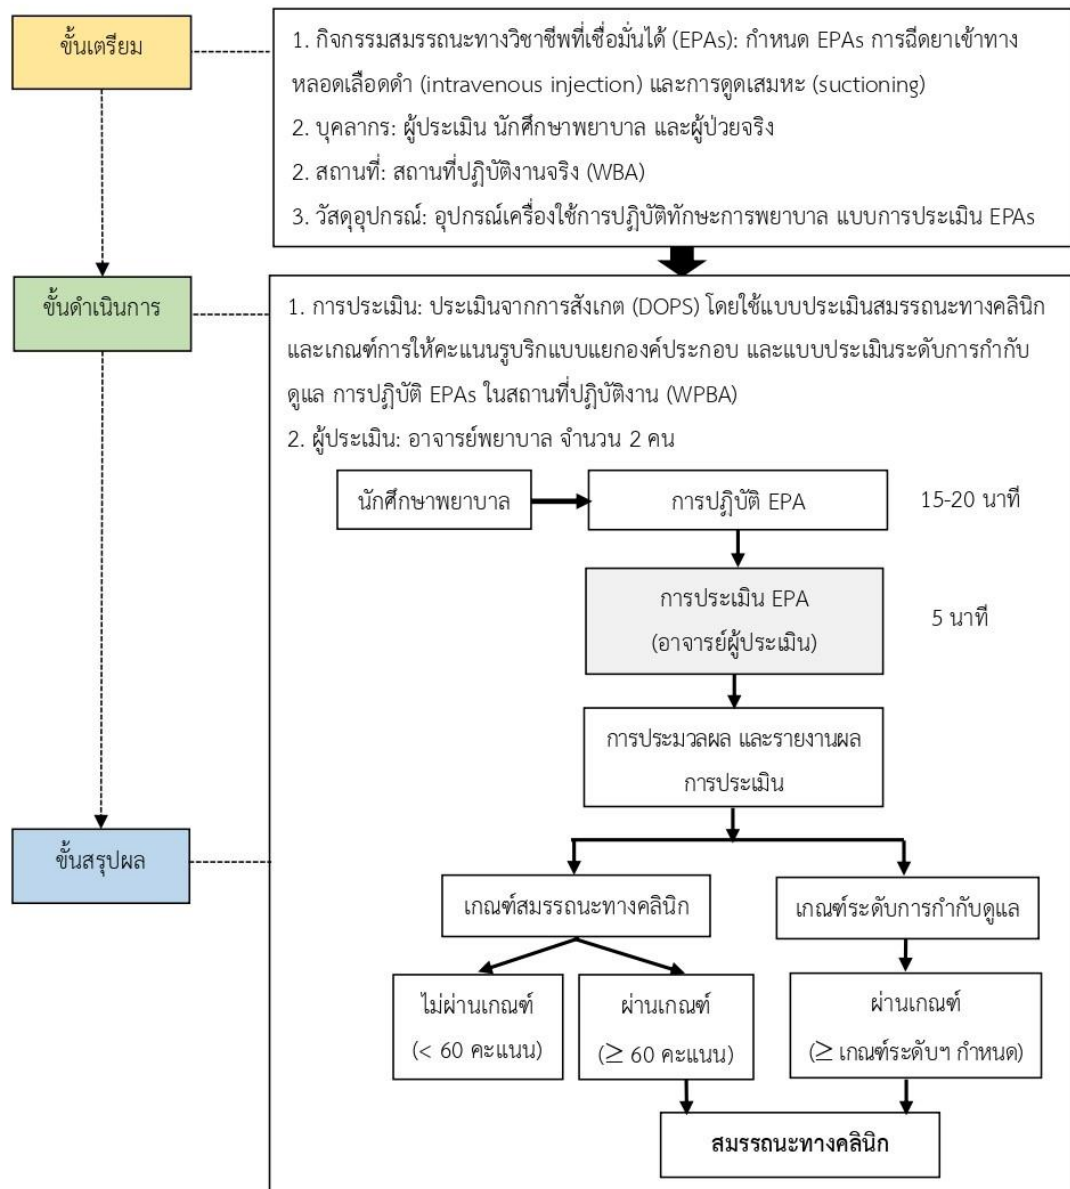 ขั้นเตรียม
1. กิจกรรมสมรรถนะทางวิชาชีพที่เชื่อมั่นได้ (EPAs): กำหนด EPAs การฉีดยาเข้าทาง
หลอดเลือดดำ (intravenous injection) และการดูดเสมหะ (suctioning)
2. บุคลากร: ผู้ประเมิน นักศึกษาพยาบาล และผู้ป่วยจริง
2. สถานที่: สถานที่ปฏิบัติงานจริง (WBA)
3. วัสดุอุปกรณ์: อุปกรณ์เครื่องใช้การปฏิบัติทักษะการพยาบาล แบบการประเมิน EPAs
ขั้นดำเนินการ
1. การประเมิน: ประเมินจากการสังเกต (DOPS) โดยใช้แบบประเมินสมรรถนะทางคลินิก
และเกณฑ์การให้คะแนนรูบริกแบบแยกองค์ประกอบ และแบบประเมินระดับการกำกับ
ดูแล การปฏิบัติ EPAs ในสถานที่ปฏิบัติงาน (WPBA)
2. ผู้ประเมิน: อาจารย์พยาบาล จำนวน 2 คน
นักศึกษาพยาบาล
การปฏิบัติ EPA
15-20 นาที
การประเมิน EPA
(อาจารย์ผู้ประเมิน)
5 นาที
การประมวลผล และรายงานผล
การประเมิน
ขั้นสรุปผล
เกณฑ์สมรรถนะทางคลินิก
เกณฑ์ระดับการกำกับดูแล
ไม่ผ่านเกณฑ์
(< 60 คะแนน)
ผ่านเกณฑ์
(≥ 60 คะแนน)
ผ่านเกณฑ์
(≥ เกณฑ์ระดับฯ กำหนด)
สมรรถนะทางคลินิก